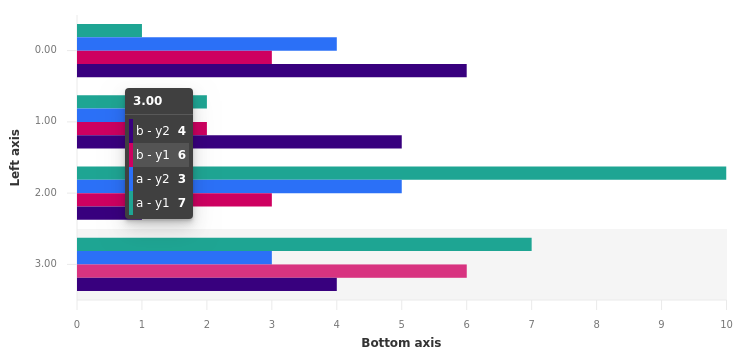 0.00
1.00
2.00
3.00
Left axis
3.00
b - y2 4
b - y1 6
a - y2 3
a - y1 7
0 1 2 3 4 5 6 7 8 9 10
Bottom axis